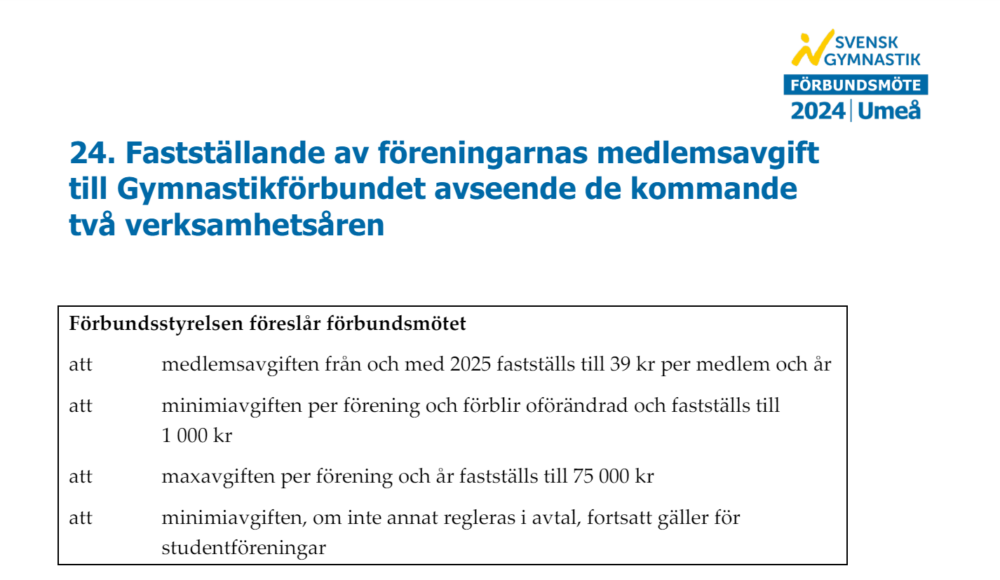 SVENSK
GYMNASTIK
FÖRBUNDSMÖTE
2024 | Umeå
24. Fastställande av föreningarnas medlemsavgift
till Gymnastikförbundet avseende de kommande
två verksamhetsåren
Förbundsstyrelsen föreslår förbundsmötet
att medlemsavgiften från och med 2025 fastställs till 39 kr per medlem och år
att minimiavgiften per förening och förblir oförändrad och fastställs till
1 000 kr
att maxavgiften per förening och år fastställs till 75 000 kr
att minimiavgiften, om inte annat regleras i avtal, fortsatt gäller för
studentföreningar